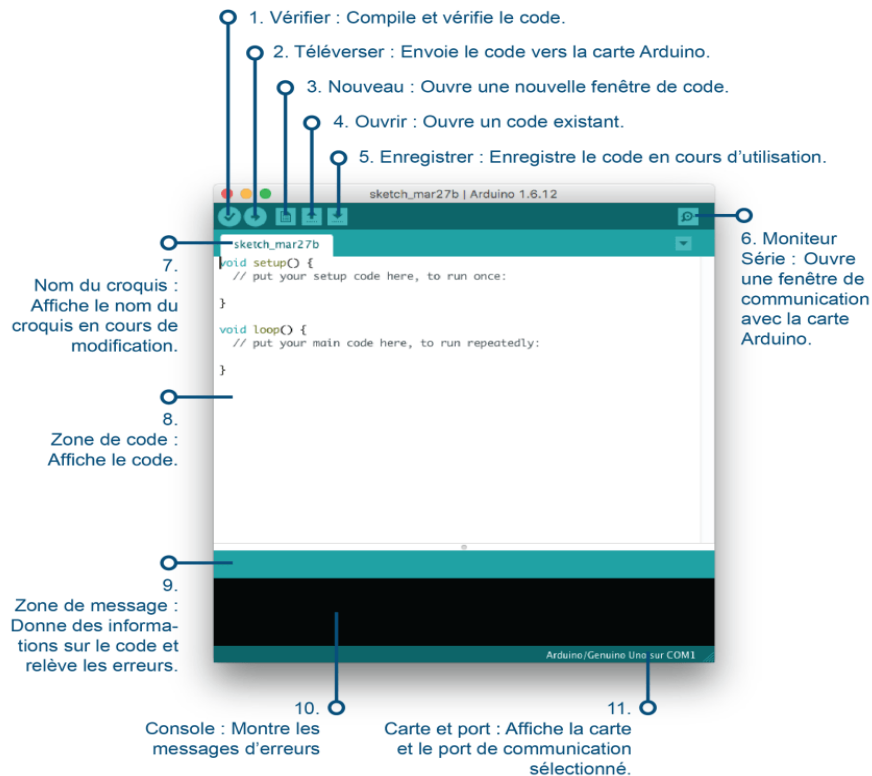 1. Vérifier : Compile et vérifie le code.
2. Téléverser : Envoie le code vers la carte Arduino.
3. Nouveau : Ouvre une nouvelle fenêtre de code.
4. Ouvrir : Ouvre un code existant.
5. Enregistrer : Enregistre le code en cours d'utilisation.
sketch_mar27b | Arduino 1.6.12
sketch_mar27b
void setup() {
// put your setup code here, to run once:
}
void loop() {
// put your main code here, to run repeatedly:
}
6. Moniteur
Série : Ouvre
une fenêtre de
communication
avec la carte
Arduino.
7.
Nom du croquis :
Affiche le nom du
croquis en cours de
modification.
8.
Zone de code :
Affiche le code.
9.
Zone de message :
Donne des informa-
tions sur le code et
relève les erreurs.
Arduino/Genuino Uno sur COM1
10.
Console : Montre les
messages d'erreurs
11.
Carte et port : Affiche la carte
et le port de communication
sélectionné.